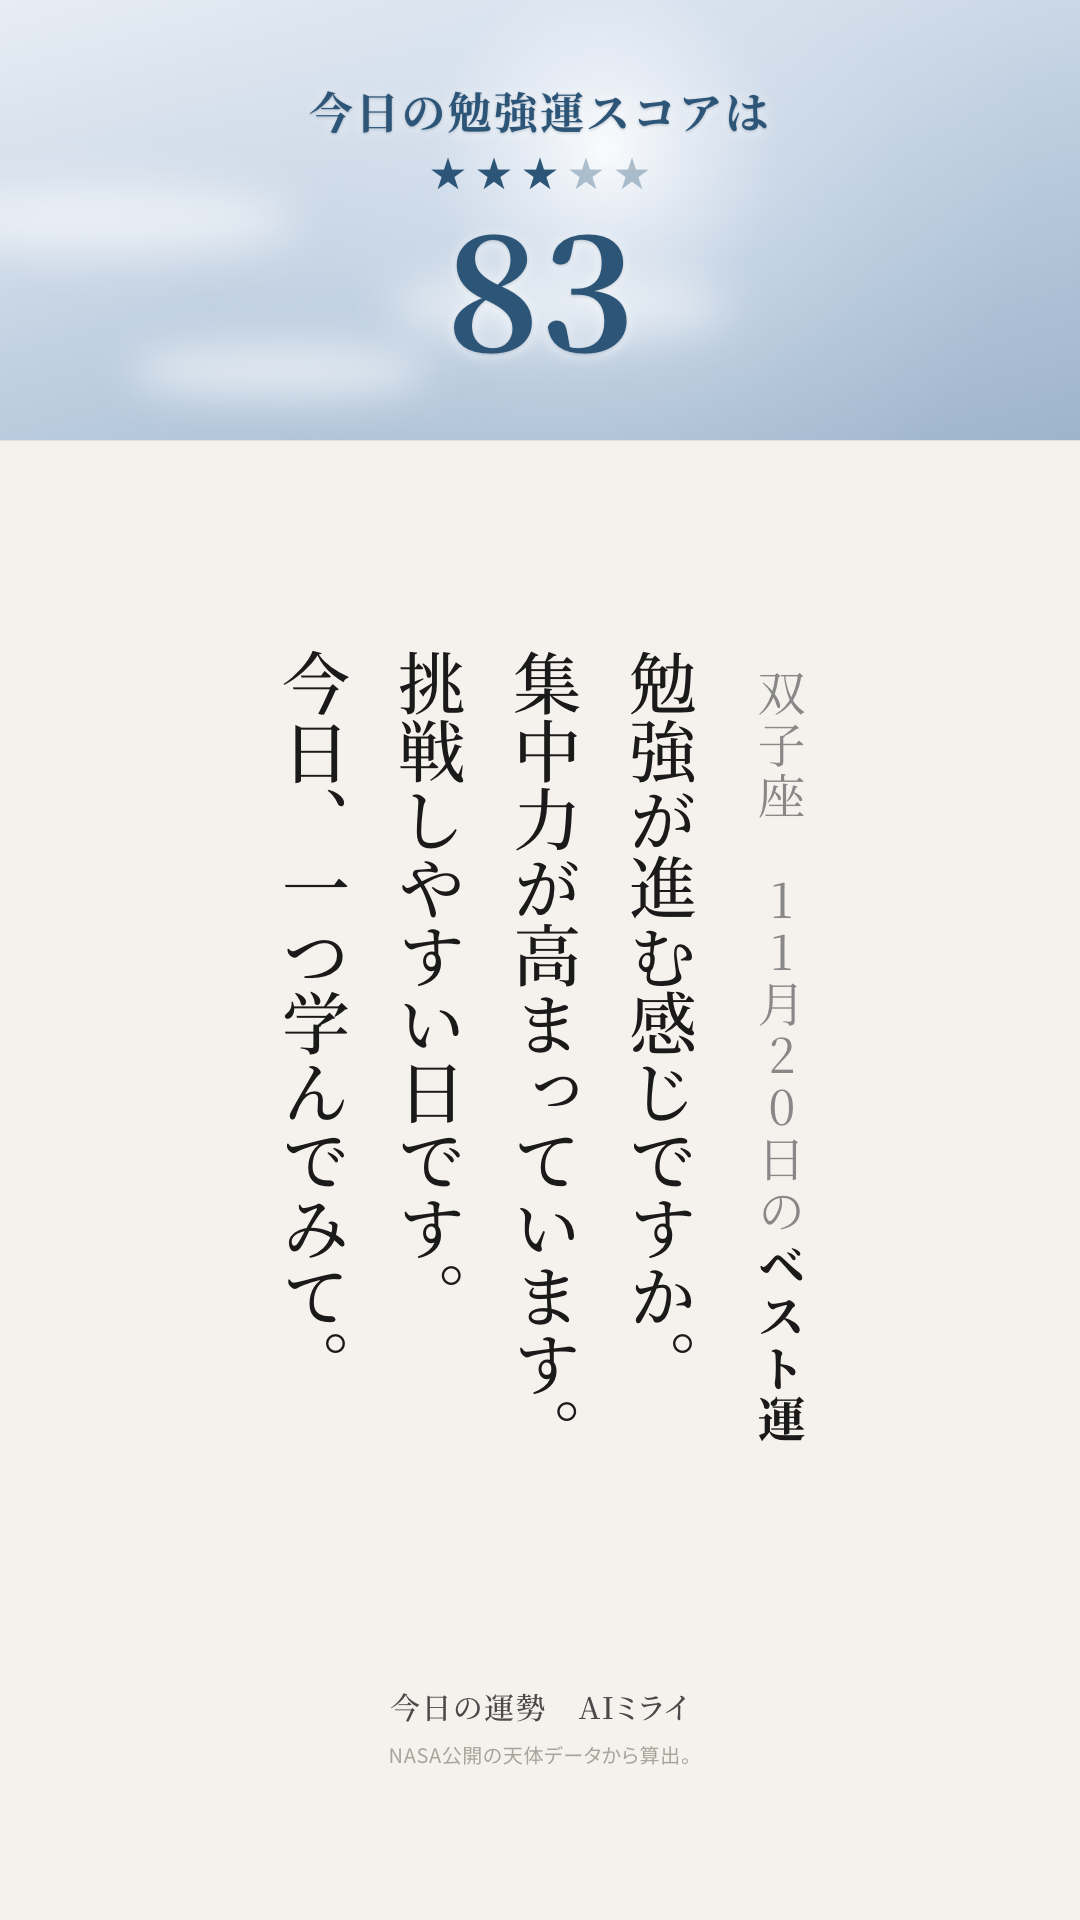 今日の勉強運スコアは
★★★★★
83
双子座　11月20日のベスト運
勉強が進む感じですか。
集中力が高まっています。
挑戦しやすい日です。
今日、一つ学んでみて。
今日の運勢　AIミライ
NASA公開の天体データから算出。